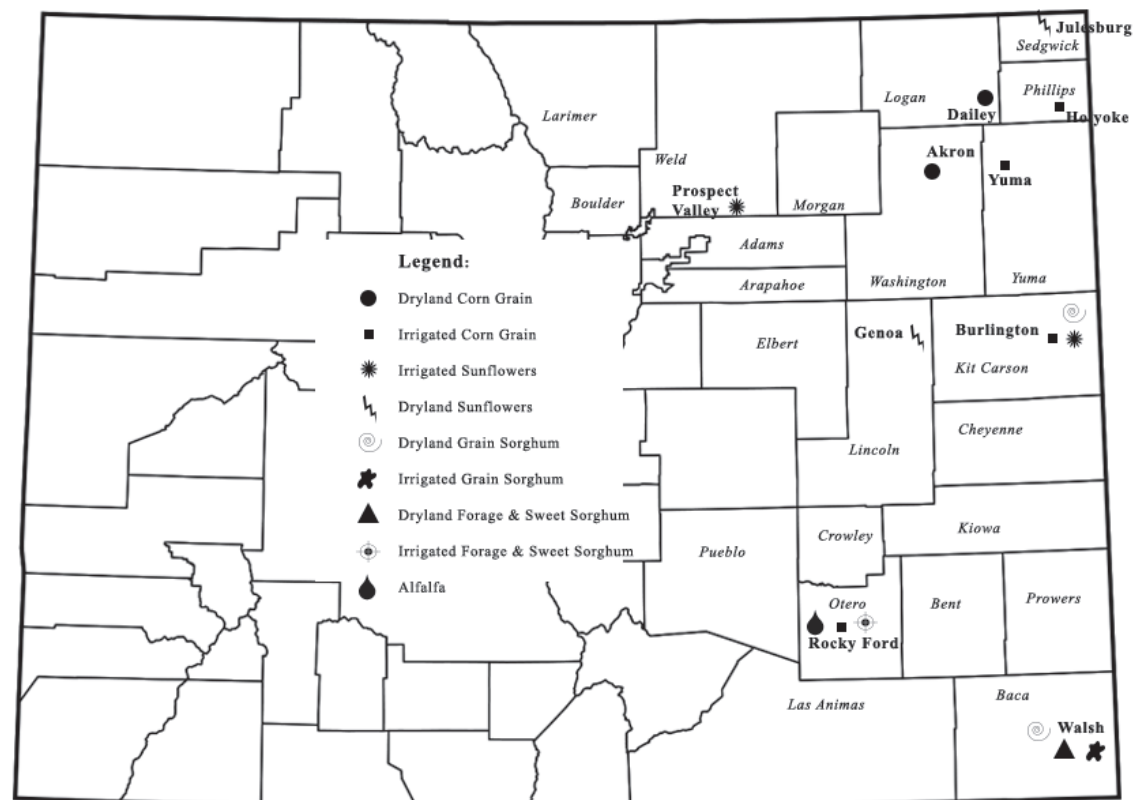 Julesburg
Sedgwick
Logan
Phillips
Dailey
Holyoke
Larimer
Weld
Akron
Yuma
Boulder
Prospect
Valley
Morgan
Adams
Arapahoe
Washington
Yuma
Legend:
Dryland Corn Grain
Irrigated Corn Grain
Irrigated Sunflowers
Dryland Sunflowers
Dryland Grain Sorghum
Irrigated Grain Sorghum
Dryland Forage & Sweet Sorghum
Irrigated Forage & Sweet Sorghum
Alfalfa
Elbert
Genoa
Burlington
Kit Carson
Cheyenne
Lincoln
Kiowa
Crowley
Pueblo
Otero
Bent
Prowers
Rocky Ford
Las Animas
Baca
Walsh